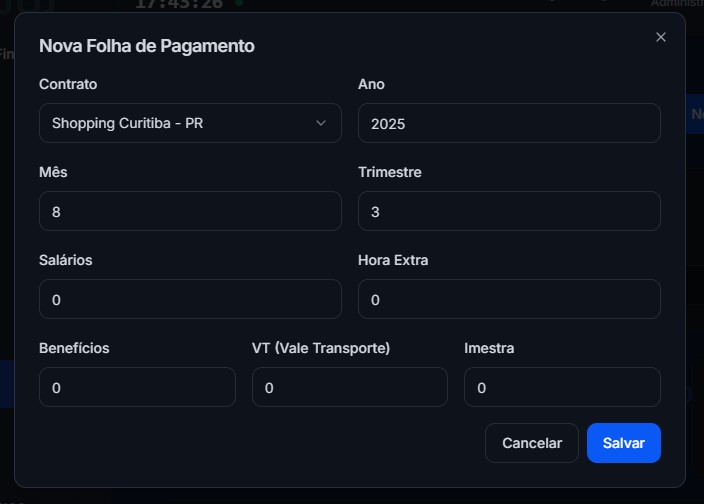 17:43:26
Administ
Nova Folha de Pagamento
Fin
Contrato
Ano
Shopping Curitiba - PR
2025
Mês
Trimestre
8
3
Salários
Hora Extra
0
0
Benefícios
VT (Vale Transporte)
Imestra
0
0
0
Cancelar
Salvar